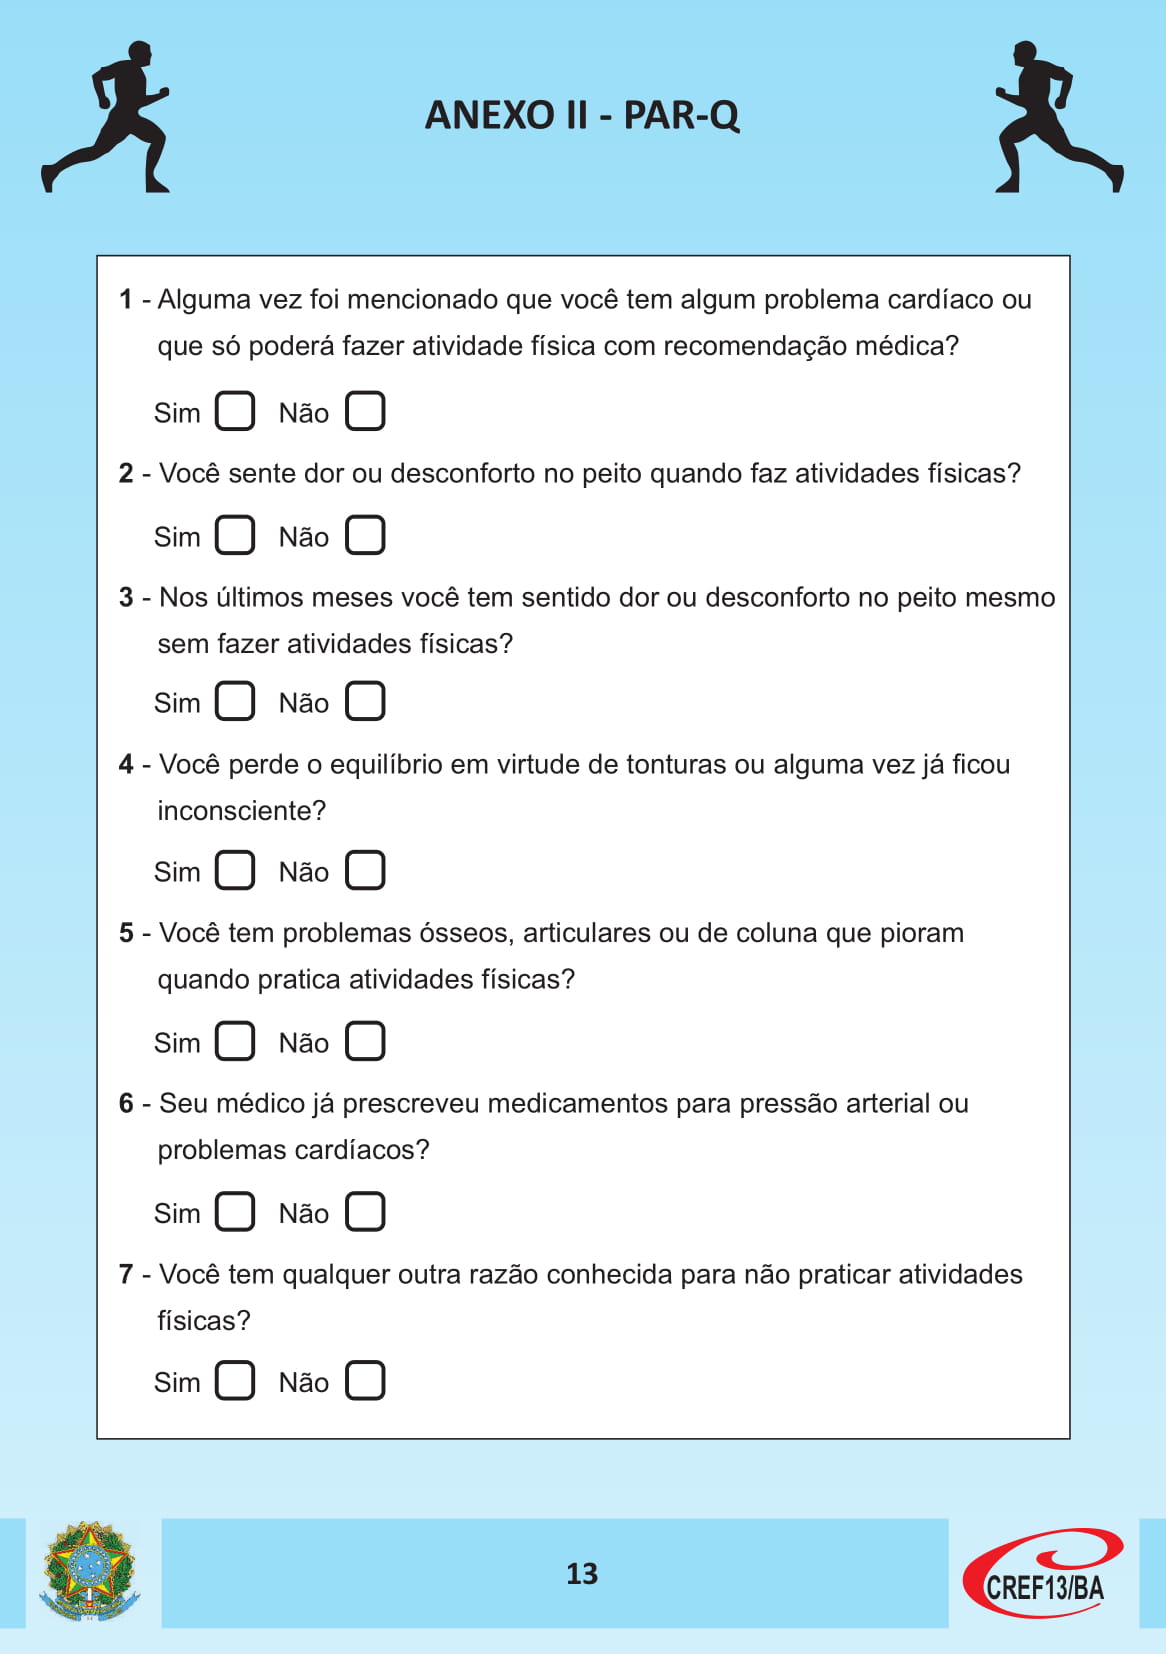 ANEXO II - PAR-Q
1 - Alguma vez foi mencionado que você tem algum problema cardíaco ou
que só poderá fazer atividade física com recomendação médica?
Sim Não
2 - Você sente dor ou desconforto no peito quando faz atividades físicas?
Sim Não
3 - Nos últimos meses você tem sentido dor ou desconforto no peito mesmo
sem fazer atividades físicas?
Sim Não
4 - Você perde o equilíbrio em virtude de tonturas ou alguma vez já ficou
inconsciente?
Sim Não
5 - Você tem problemas ósseos, articulares ou de coluna que pioram
quando pratica atividades físicas?
Sim Não
6 - Seu médico já prescreveu medicamentos para pressão arterial ou
problemas cardíacos?
Sim Não
7 - Você tem qualquer outra razão conhecida para não praticar atividades
físicas?
Sim Não
13
CREF13/BA